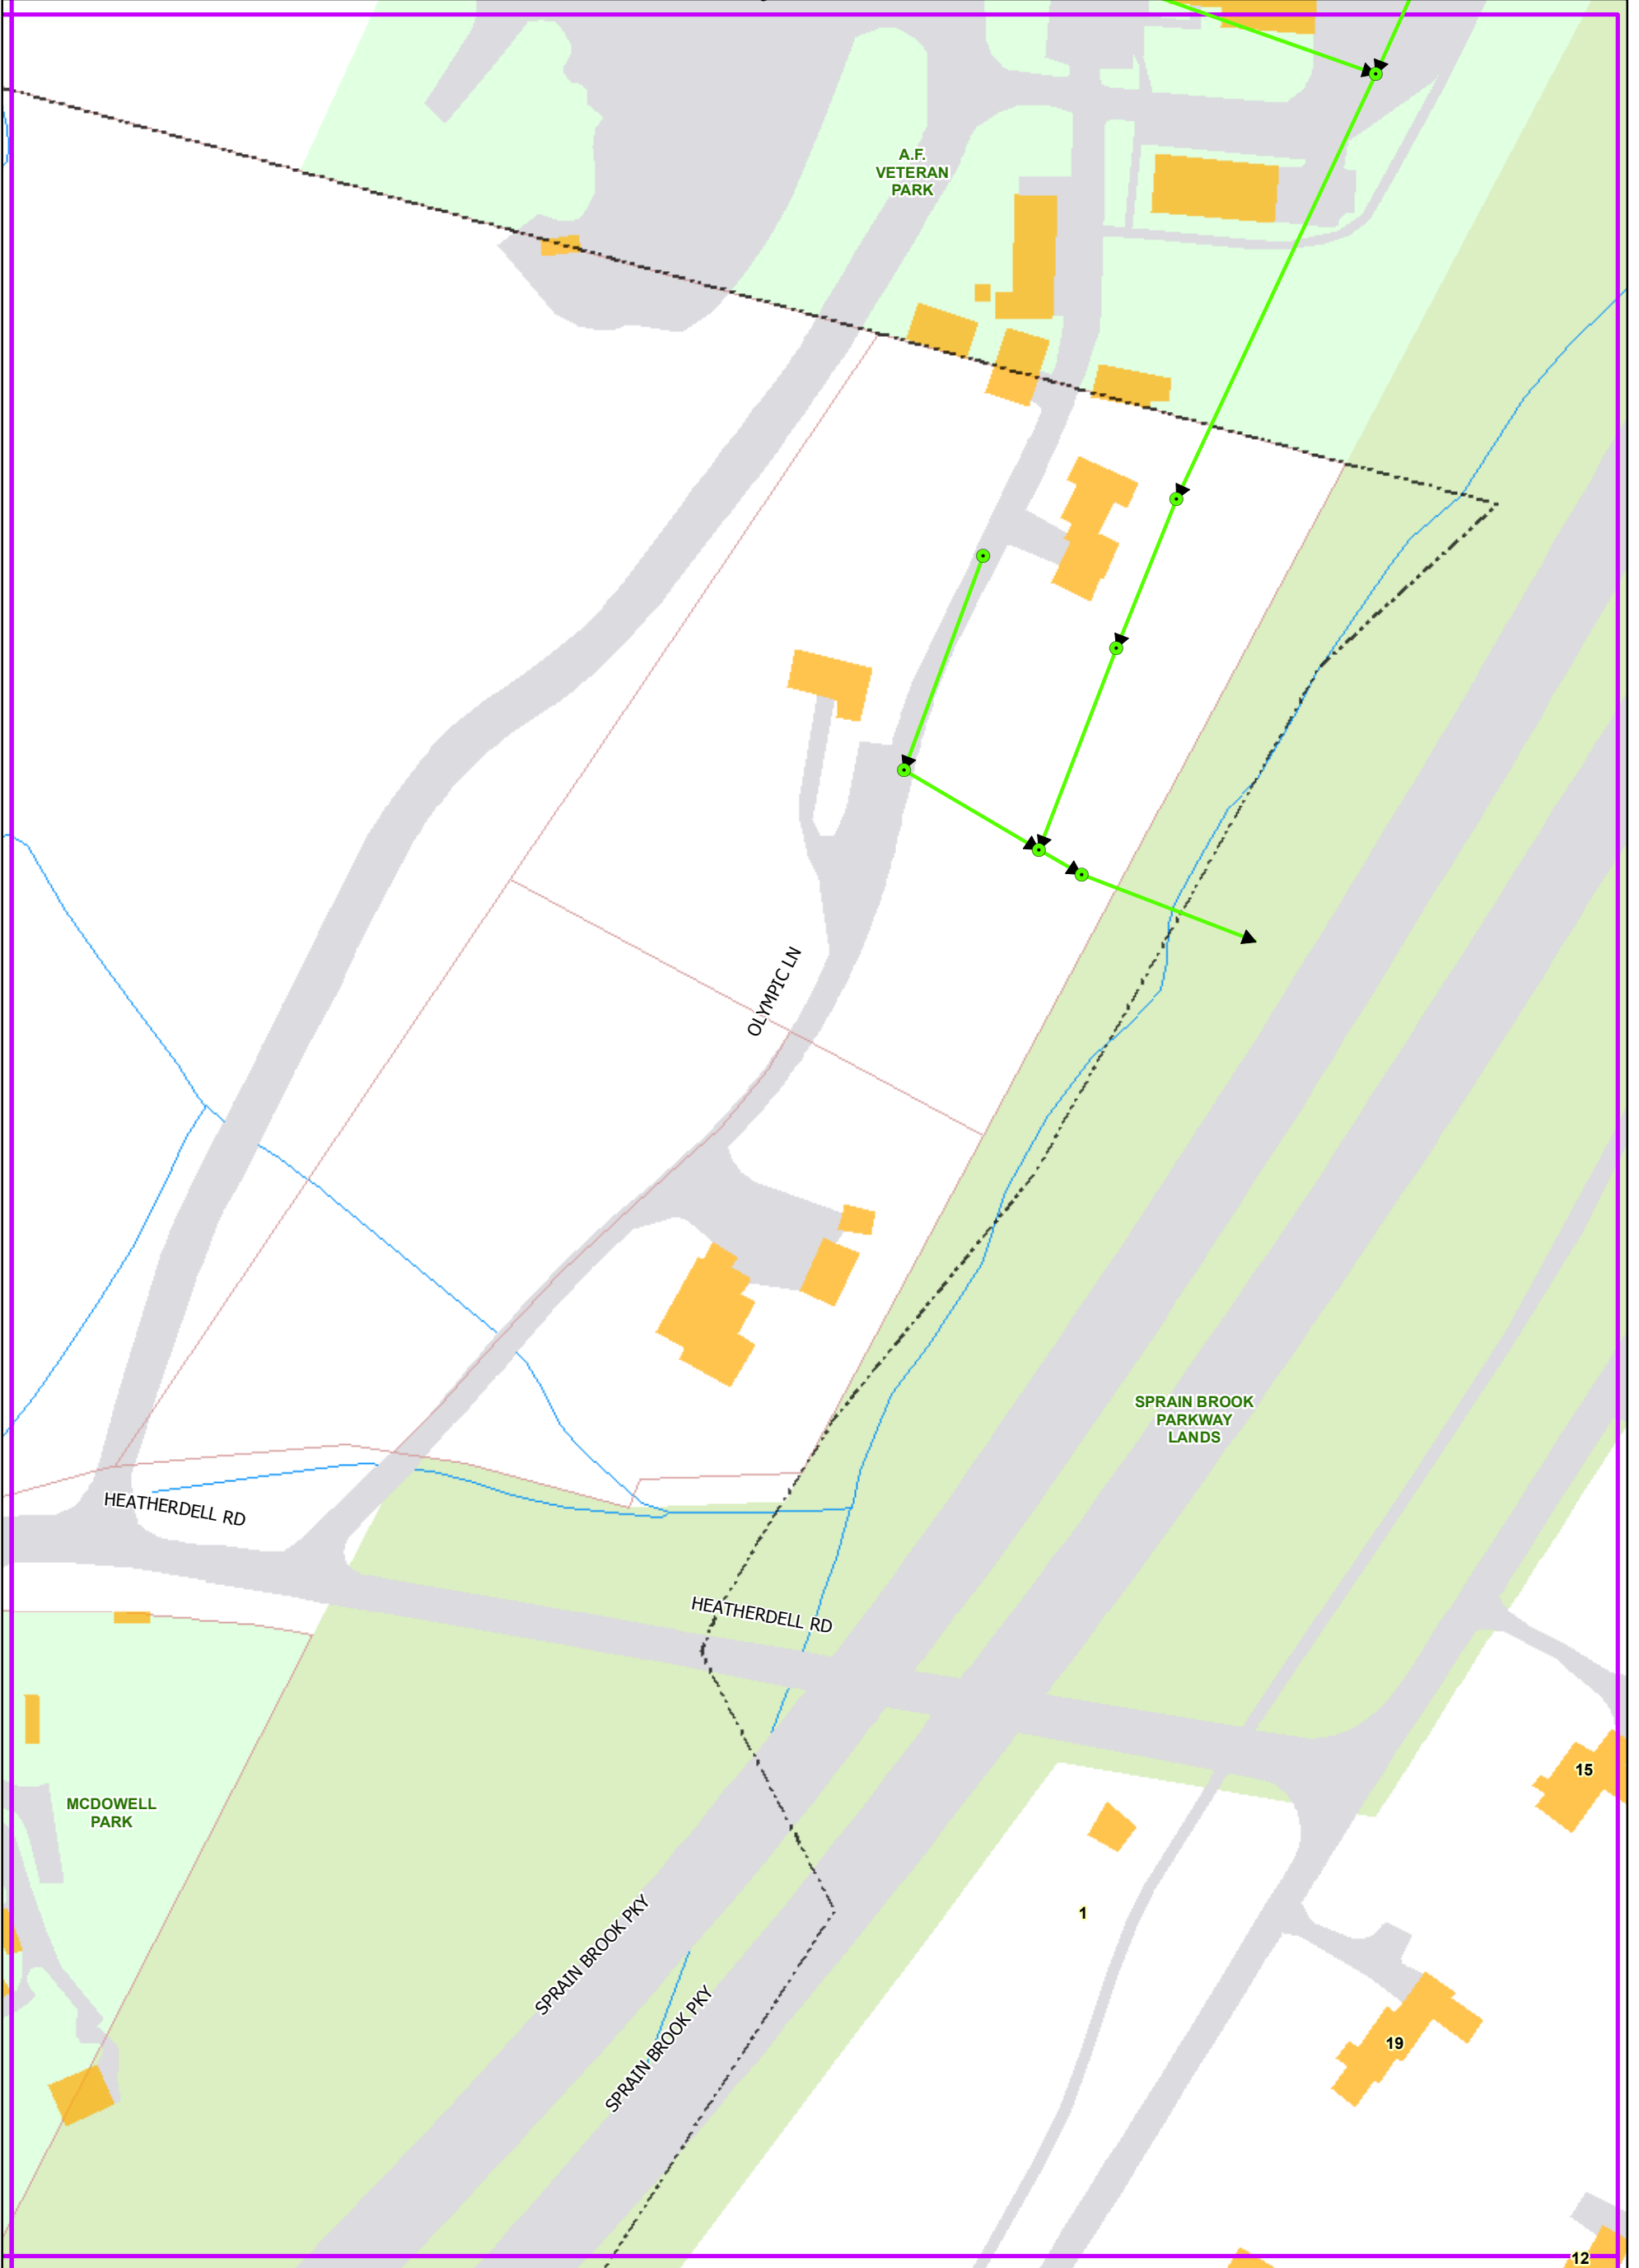 A.F.
VETERAN
PARK
OLYMPIC LN
SPRAIN BROOK
PARKWAY
LANDS
HEATHERDELL RD
HEATHERDELL RD
15
MCDOWELL
PARK
1
SPRAIN BROOK PKY
SPRAIN BROOK PKY
19
12